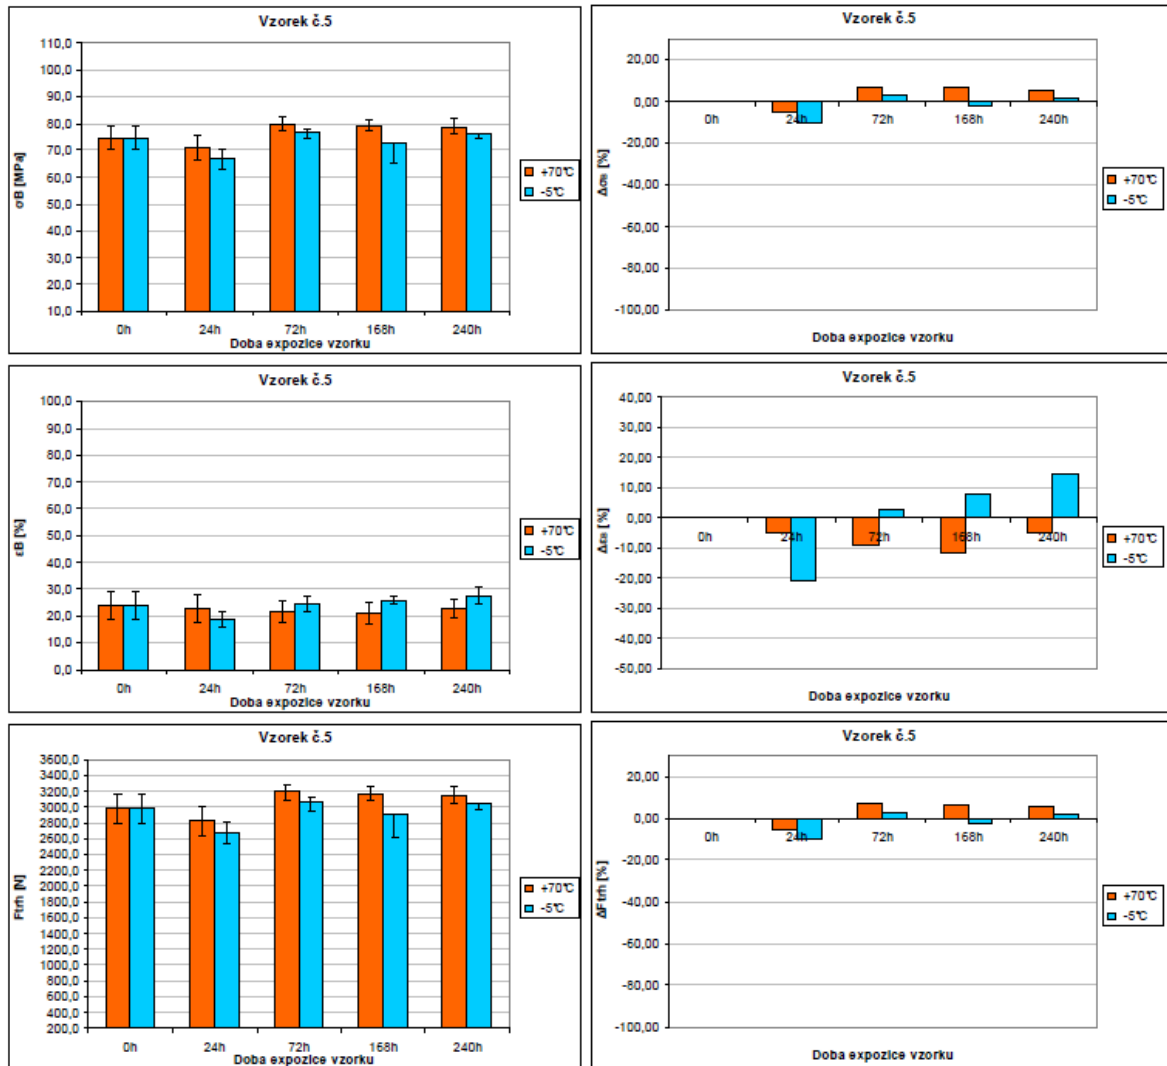 Vzorek č.5
σB [MPa]
110,0
100,0
90,0
80,0
70,0
60,0
50,0
40,0
30,0
20,0
10,0
0h 24h 72h 168h 240h
Doba expozice vzorku
+70°C
-5°C
Vzorek č.5
ΔσB [%]
20,00
0,00
-20,00
-40,00
-60,00
-80,00
-100,00
0h 24h 72h 168h 240h
Doba expozice vzorku
+70°C
-5°C
Vzorek č.5
εB [%]
100,0
90,0
80,0
70,0
60,0
50,0
40,0
30,0
20,0
10,0
0,0
0h 24h 72h 168h 240h
Doba expozice vzorku
+70°C
-5°C
Vzorek č.5
ΔεB [%]
40,00
30,00
20,00
10,00
0,00
-10,00
-20,00
-30,00
-40,00
-50,00
0h 24h 72h 168h 240h
Doba expozice vzorku
+70°C
-5°C
Vzorek č.5
Ftrh [N]
3600,0
3400,0
3200,0
3000,0
2800,0
2600,0
2400,0
2200,0
2000,0
1800,0
1600,0
1400,0
1200,0
1000,0
800,0
600,0
400,0
200,0
0h 24h 72h 168h 240h
Doba expozice vzorku
+70°C
-5°C
Vzorek č.5
ΔFtrh [%]
20,00
0,00
-20,00
-40,00
-60,00
-80,00
-100,00
0h 24h 72h 168h 240h
Doba expozice vzorku
+70°C
-5°C